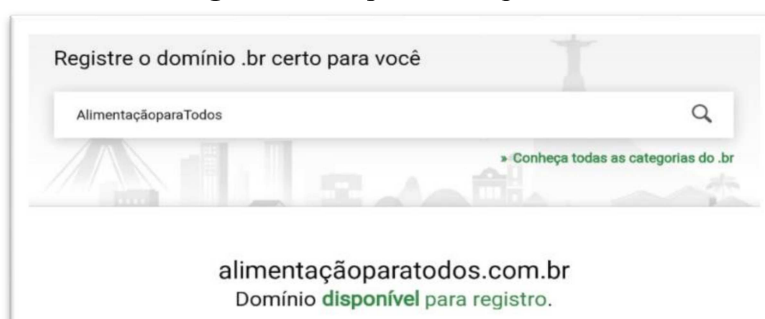 Registre o domínio .br certo para você
AlimentaçãoparaTodos
» Conheça todas as categorias do .br
alimentaçãoparatodos.com.br
Domínio disponível para registro.